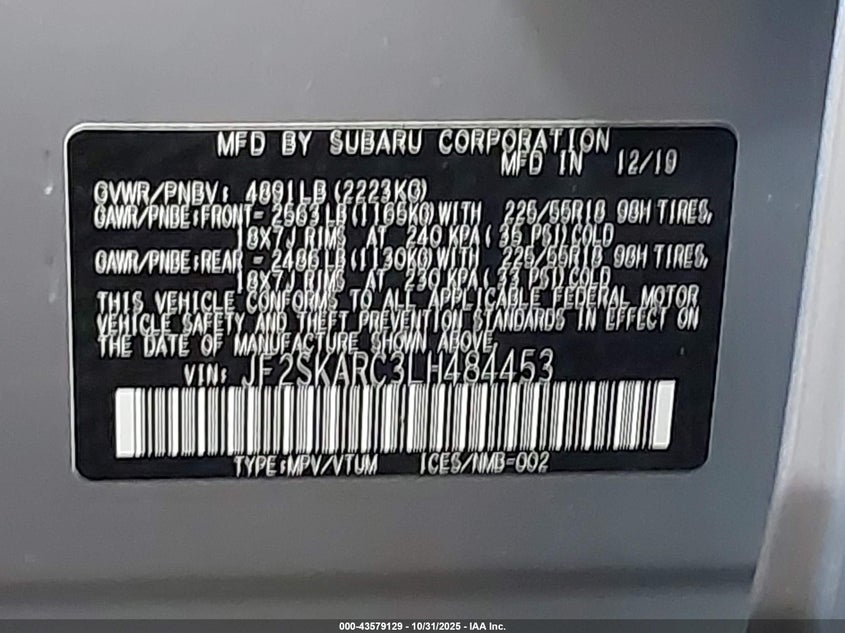 MFD BY SUBARU CORPORATION
MFD IN 12/19
GVWR/PNBV: 4891LB(2223KG)
GAWR/PNBE:FRONT- 2563LB(1165KG)WITH 225/55R18 98H TIRES,
18X7J RIMS AT 240 KPA( 35 PSI)COLD
GAWR/PNBE:REAR - 2486LB(1130KG)WITH 225/55R18 98H TIRES,
18X7J RIMS AT 230 KPA( 33 PSI)COLD
THIS VEHICLE CONFORMS TO ALL APPLICABLE FEDERAL MOTOR
VEHICLE SAFETY AND THEFT PREVENTION STANDARDS IN EFFECT ON
THE DATE OF MANUFACTURE SHOWN ABOVE.
VIN: JF2SKARC3LH484453
TYPE:MPV/VTUM ICES/NMB-002
000-43579129 - 10/31/2025 - IAA Inc.